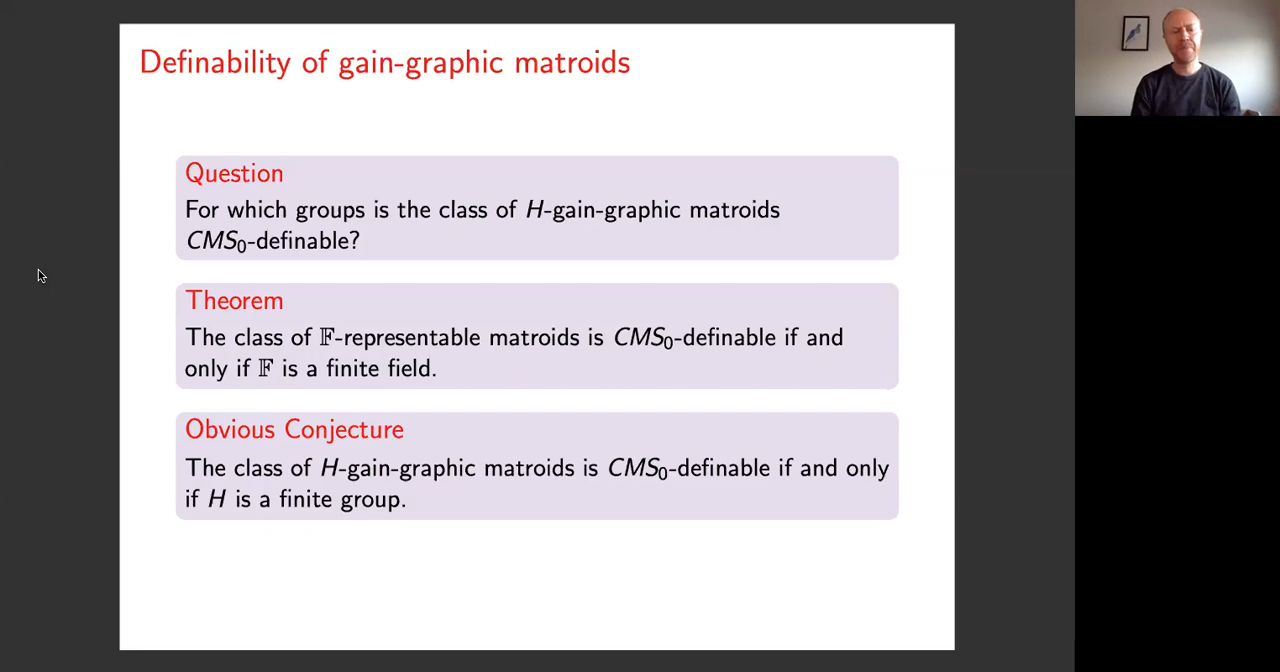 Definability of gain-graphic matroids
Question
For which groups is the class of H-gain-graphic matroids
CMS₀-definable?
Theorem
The class of 𝔽-representable matroids is CMS₀-definable if and
only if 𝔽 is a finite field.
Obvious Conjecture
The class of H-gain-graphic matroids is CMS₀-definable if and only
if H is a finite group.